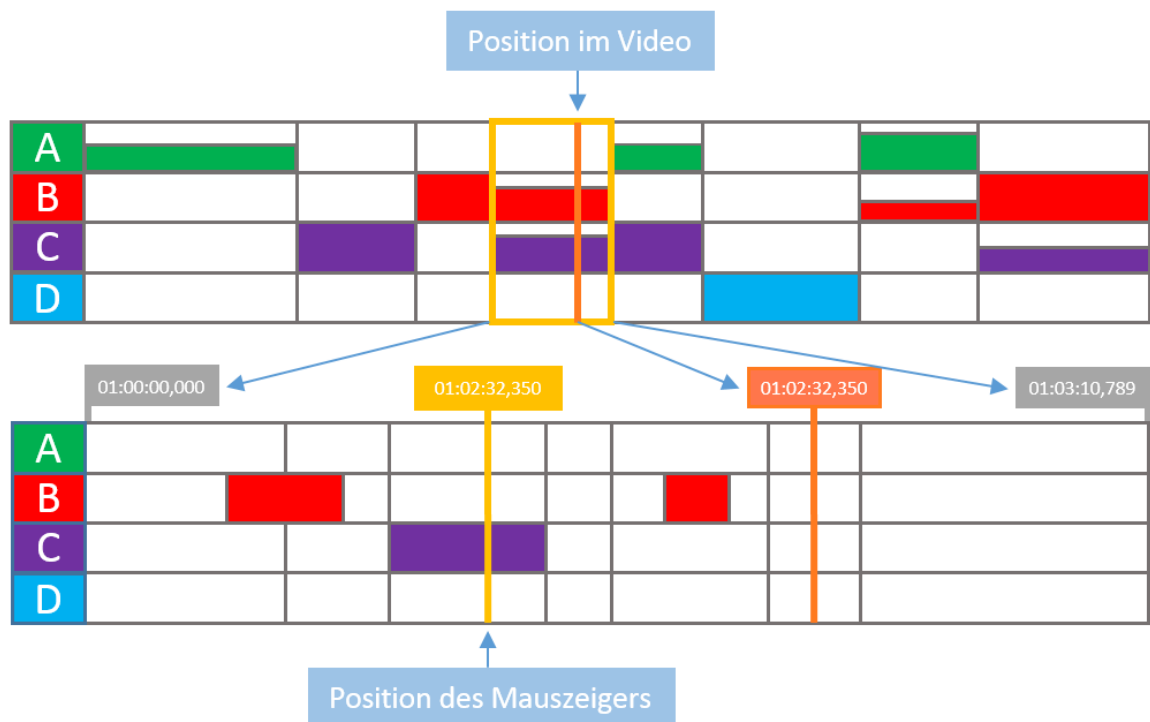 Position im Video
A
B
C
D
01:00:00,000
01:02:32,350
01:02:32,350
01:03:10,789
A
B
C
D
Position des Mauszeigers